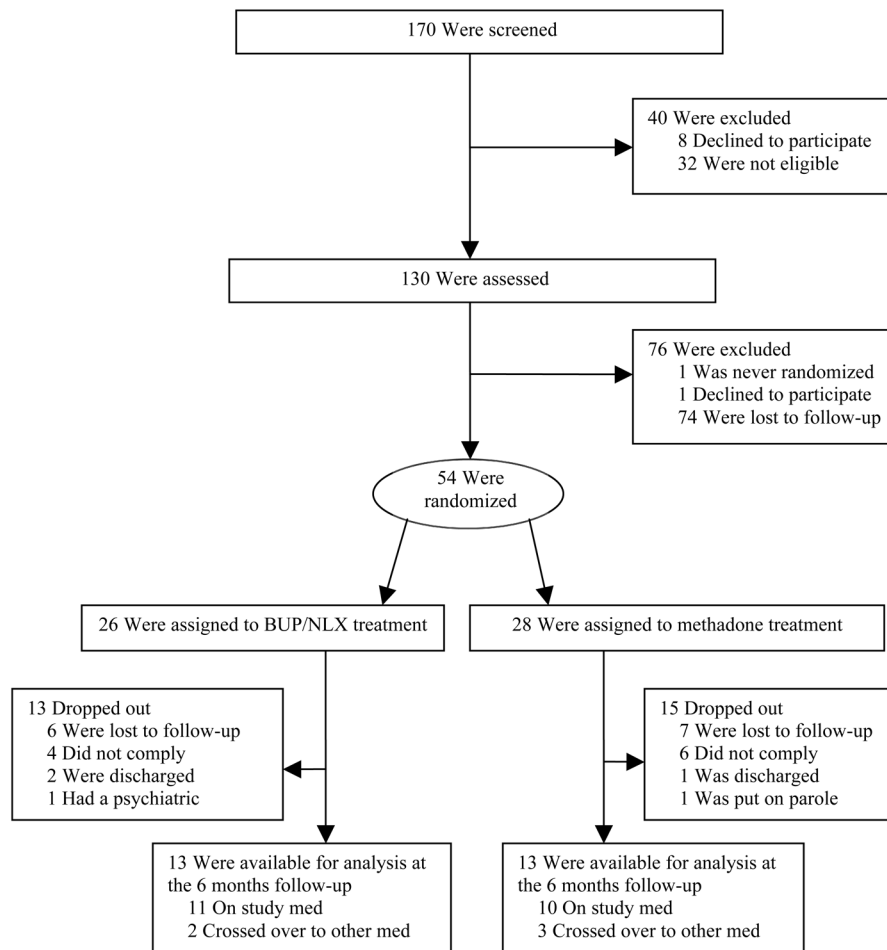 170 Were screened
40 Were excluded
8 Declined to participate
32 Were not eligible
130 Were assessed
76 Were excluded
1 Was never randomized
1 Declined to participate
74 Were lost to follow-up
54 Were
randomized
26 Were assigned to BUP/NLX treatment
28 Were assigned to methadone treatment
13 Dropped out
6 Were lost to follow-up
4 Did not comply
2 Were discharged
1 Had a psychiatric
15 Dropped out
7 Were lost to follow-up
6 Did not comply
1 Was discharged
1 Was put on parole
13 Were available for analysis at
the 6 months follow-up
11 On study med
2 Crossed over to other med
13 Were available for analysis at
the 6 months follow-up
10 On study med
3 Crossed over to other med